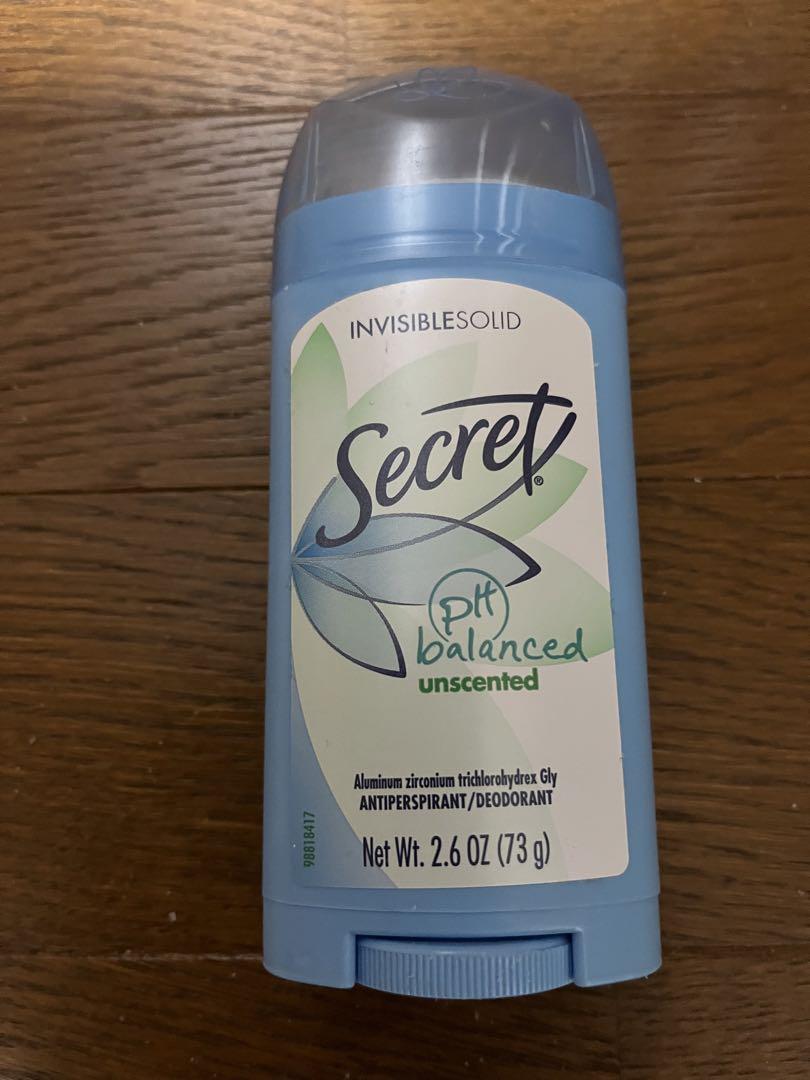 INVISIBLESOLID
Secret®
pH
balanced
unscented
Aluminum zirconium trichlorohydrex Gly
ANTIPERSPIRANT/DEODORANT
98818417
Net Wt. 2.6 OZ (73 g)